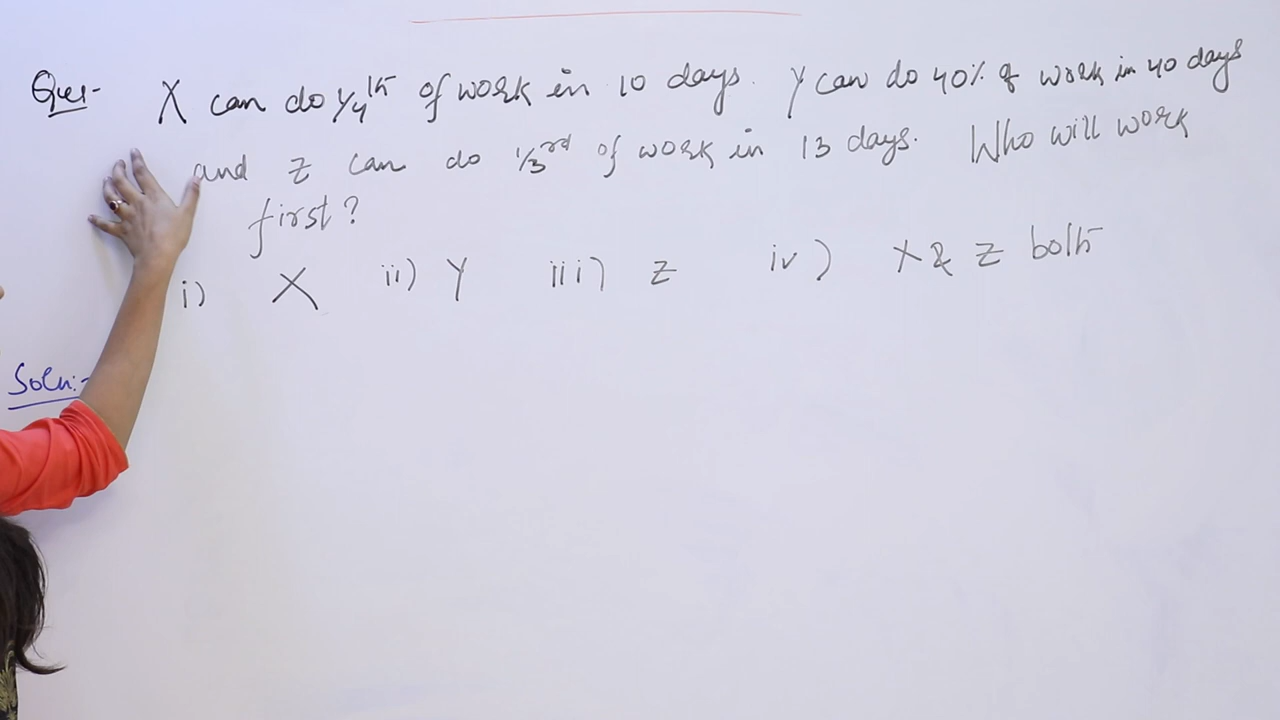 Ques- X can do 1/4th of work in 10 days. Y can do 40% of work in 40 days
and z can do 1/3rd of work in 13 days. Who will work
first?
i) X ii) Y iii) z iv) X & z both
Soln:-